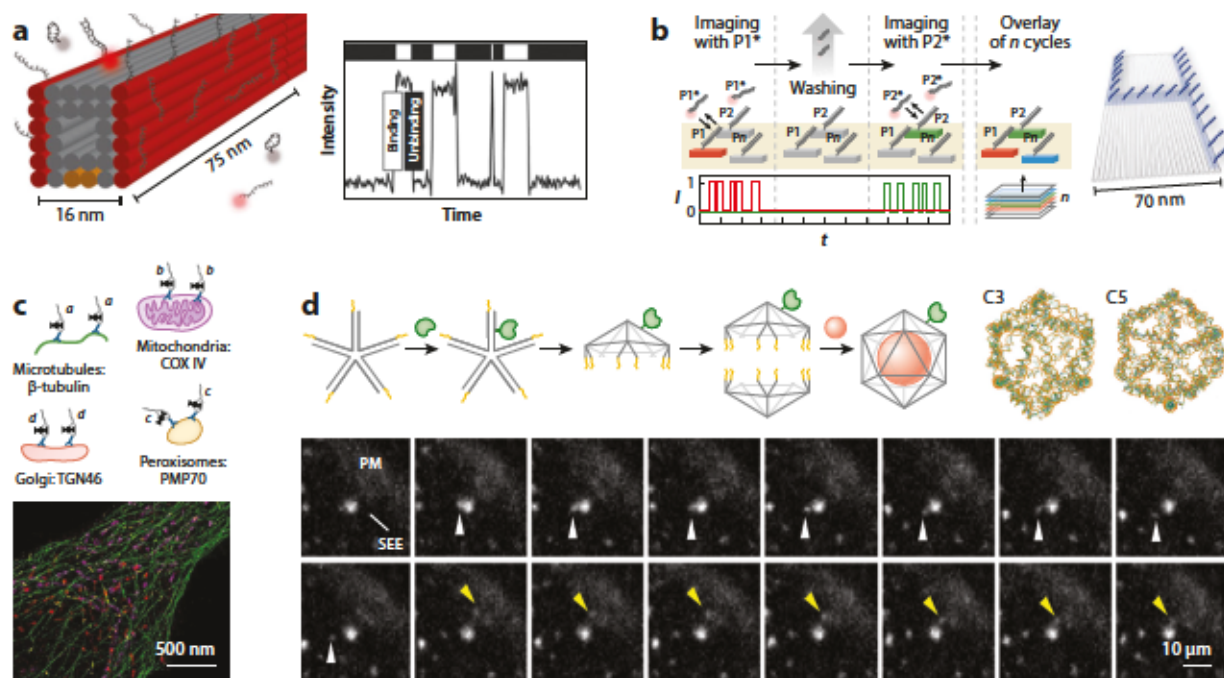 a
75 nm
16 nm
Intensity
Binding
Unbinding
Time
b
Imaging
with P1*
Washing
Imaging
with P2*
Overlay
of n cycles
P1*
P1*
P2
P1
Pn
P2
P1
Pn
P2*
P2*
P2
P1
Pn
P2
P1
Pn
I
1
0
t
n
70 nm
c
a
a
Microtubules:
β-tubulin
b
b
Mitochondria:
COX IV
d
d
Golgi: TGN46
c
c
Peroxisomes:
PMP70
500 nm
d
C3
C5
PM
SEE
10 μm